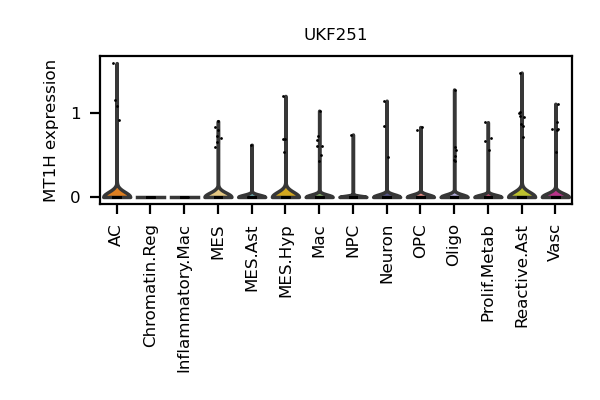 UKF251
MT1H expression
1
0
AC
Chromatin.Reg
Inflammatory.Mac
MES
MES.Ast
MES.Hyp
Mac
NPC
Neuron
OPC
Oligo
Prolif.Metab
Reactive.Ast
Vasc